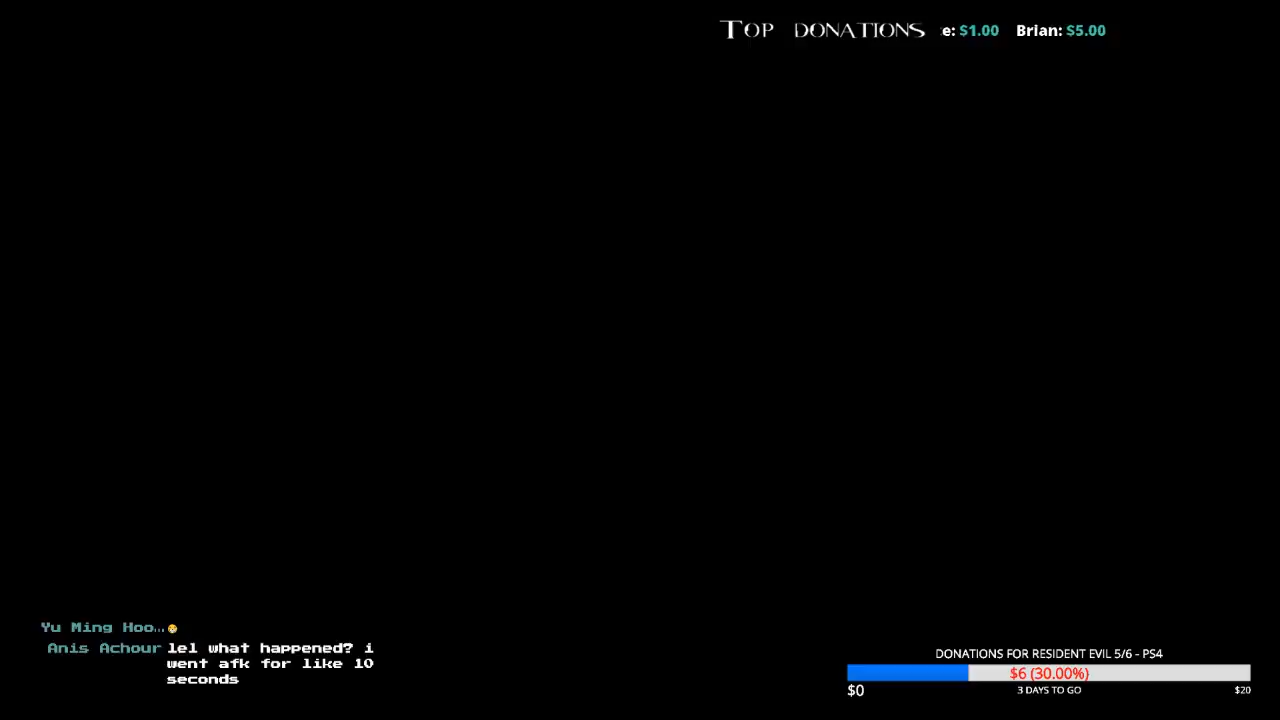 Top donations e: $1.00 Brian: $5.00
Yu Ming Hoo...
Anis Achour lel what happened? i
went afk for like 10
seconds
DONATIONS FOR RESIDENT EVIL 5/6 - PS4
$6 (30.00%)
$0 3 DAYS TO GO $20